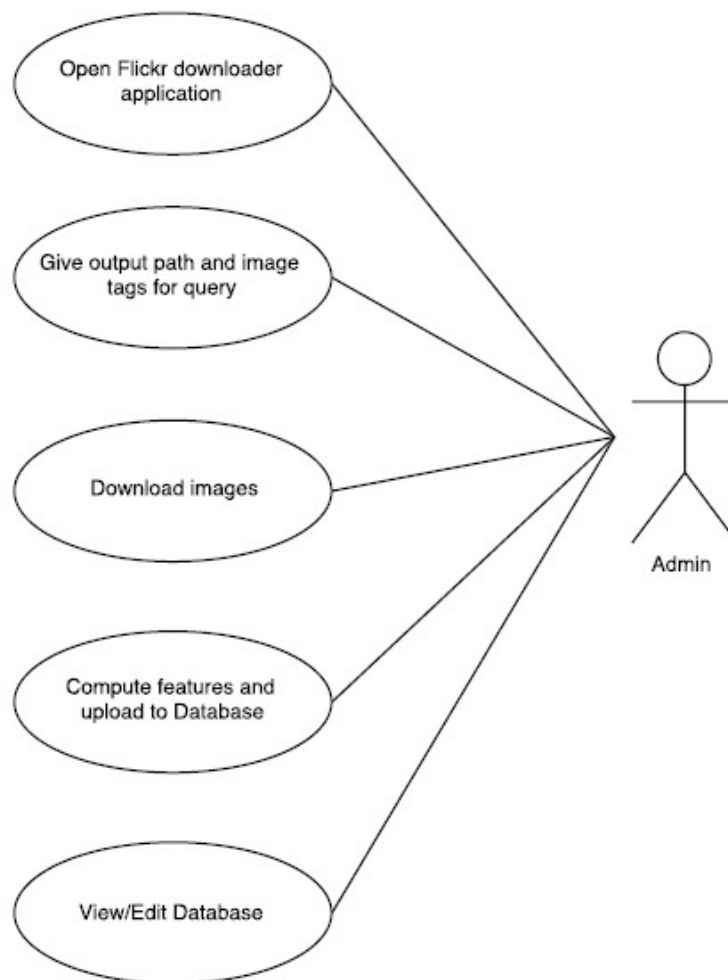 Open Flickr downloader
application
Give output path and image
tags for query
Download images
Admin
Compute features and
upload to Database
View/Edit Database